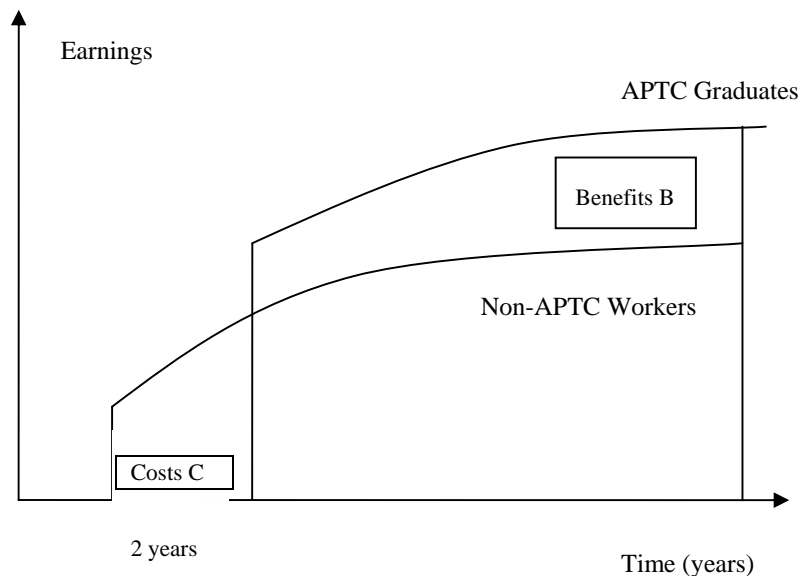 Earnings
APTC Graduates
Benefits B
Non-APTC Workers
Costs C
2 years
Time (years)